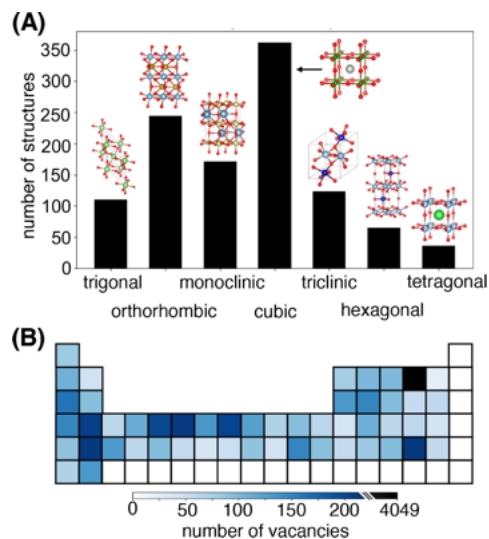 (A)
number of structures
350
300
250
200
150
100
50
0
trigonal monoclinic triclinic tetragonal
orthorhombic cubic hexagonal
(B)
0 50 100 150 200 4049
number of vacancies